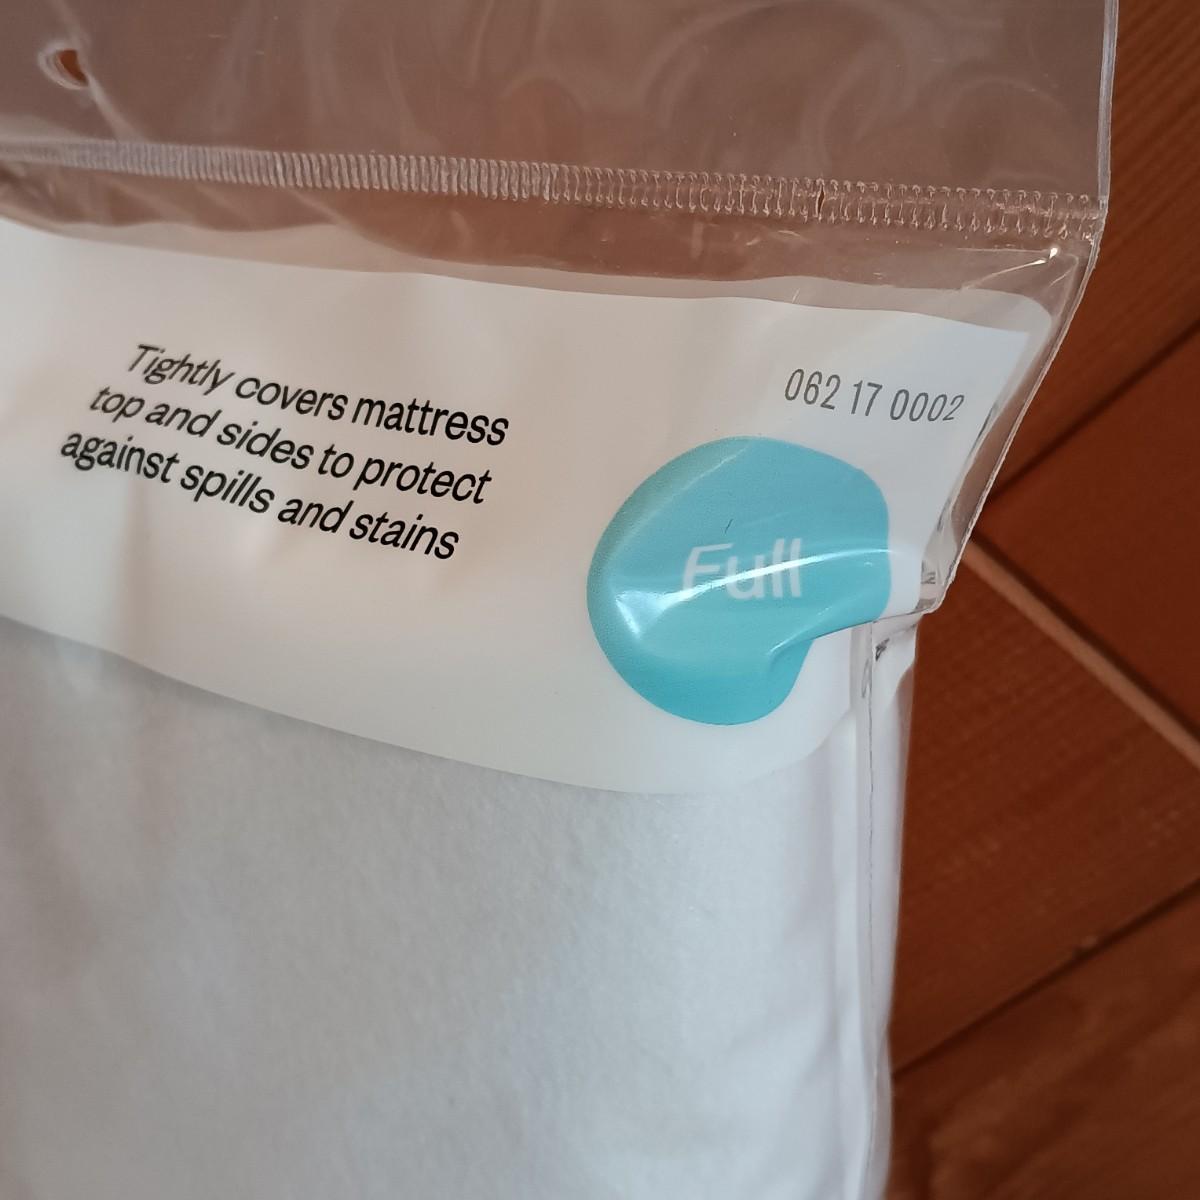 Tightly covers mattress
top and sides to protect
against spills and stains
062 17 0002
Full